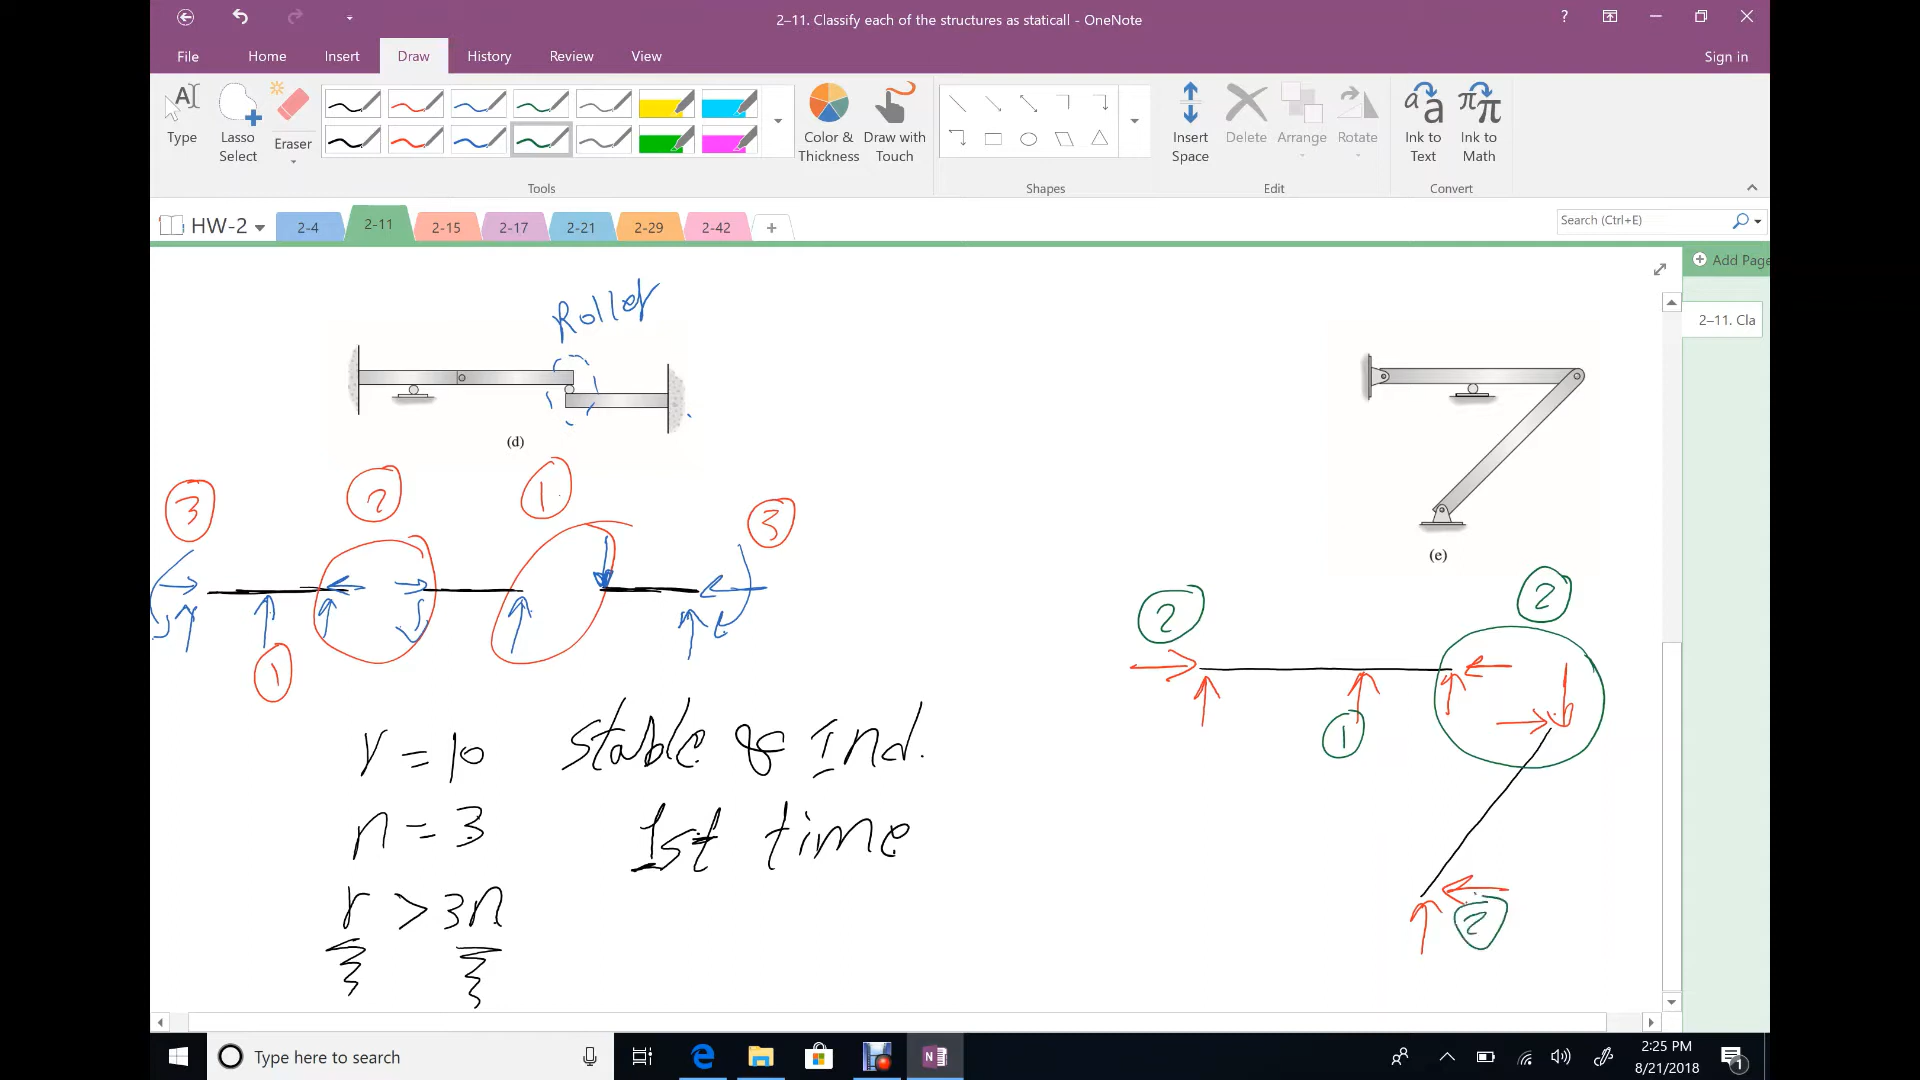 2–11. Classify each of the structures as staticall - OneNote
?
File
Home
Insert
Draw
History
Review
View
Sign in
Type
Lasso
Select
Eraser
Color &
Thickness
Draw with
Touch
Insert
Space
Delete
Arrange
Rotate
Ink to
Text
Ink to
Math
Tools
Shapes
Edit
Convert
HW-2
2-4
2-11
2-15
2-17
2-21
2-29
2-42
+
Search (Ctrl+E)
Add Page
2–11. Cla
Roller
(d)
(e)
3
2
1
3
1
2
2
1
2
r = 10
stable & Ind.
n = 3
1st time
r > 3n
Type here to search
2:25 PM
8/21/2018
1